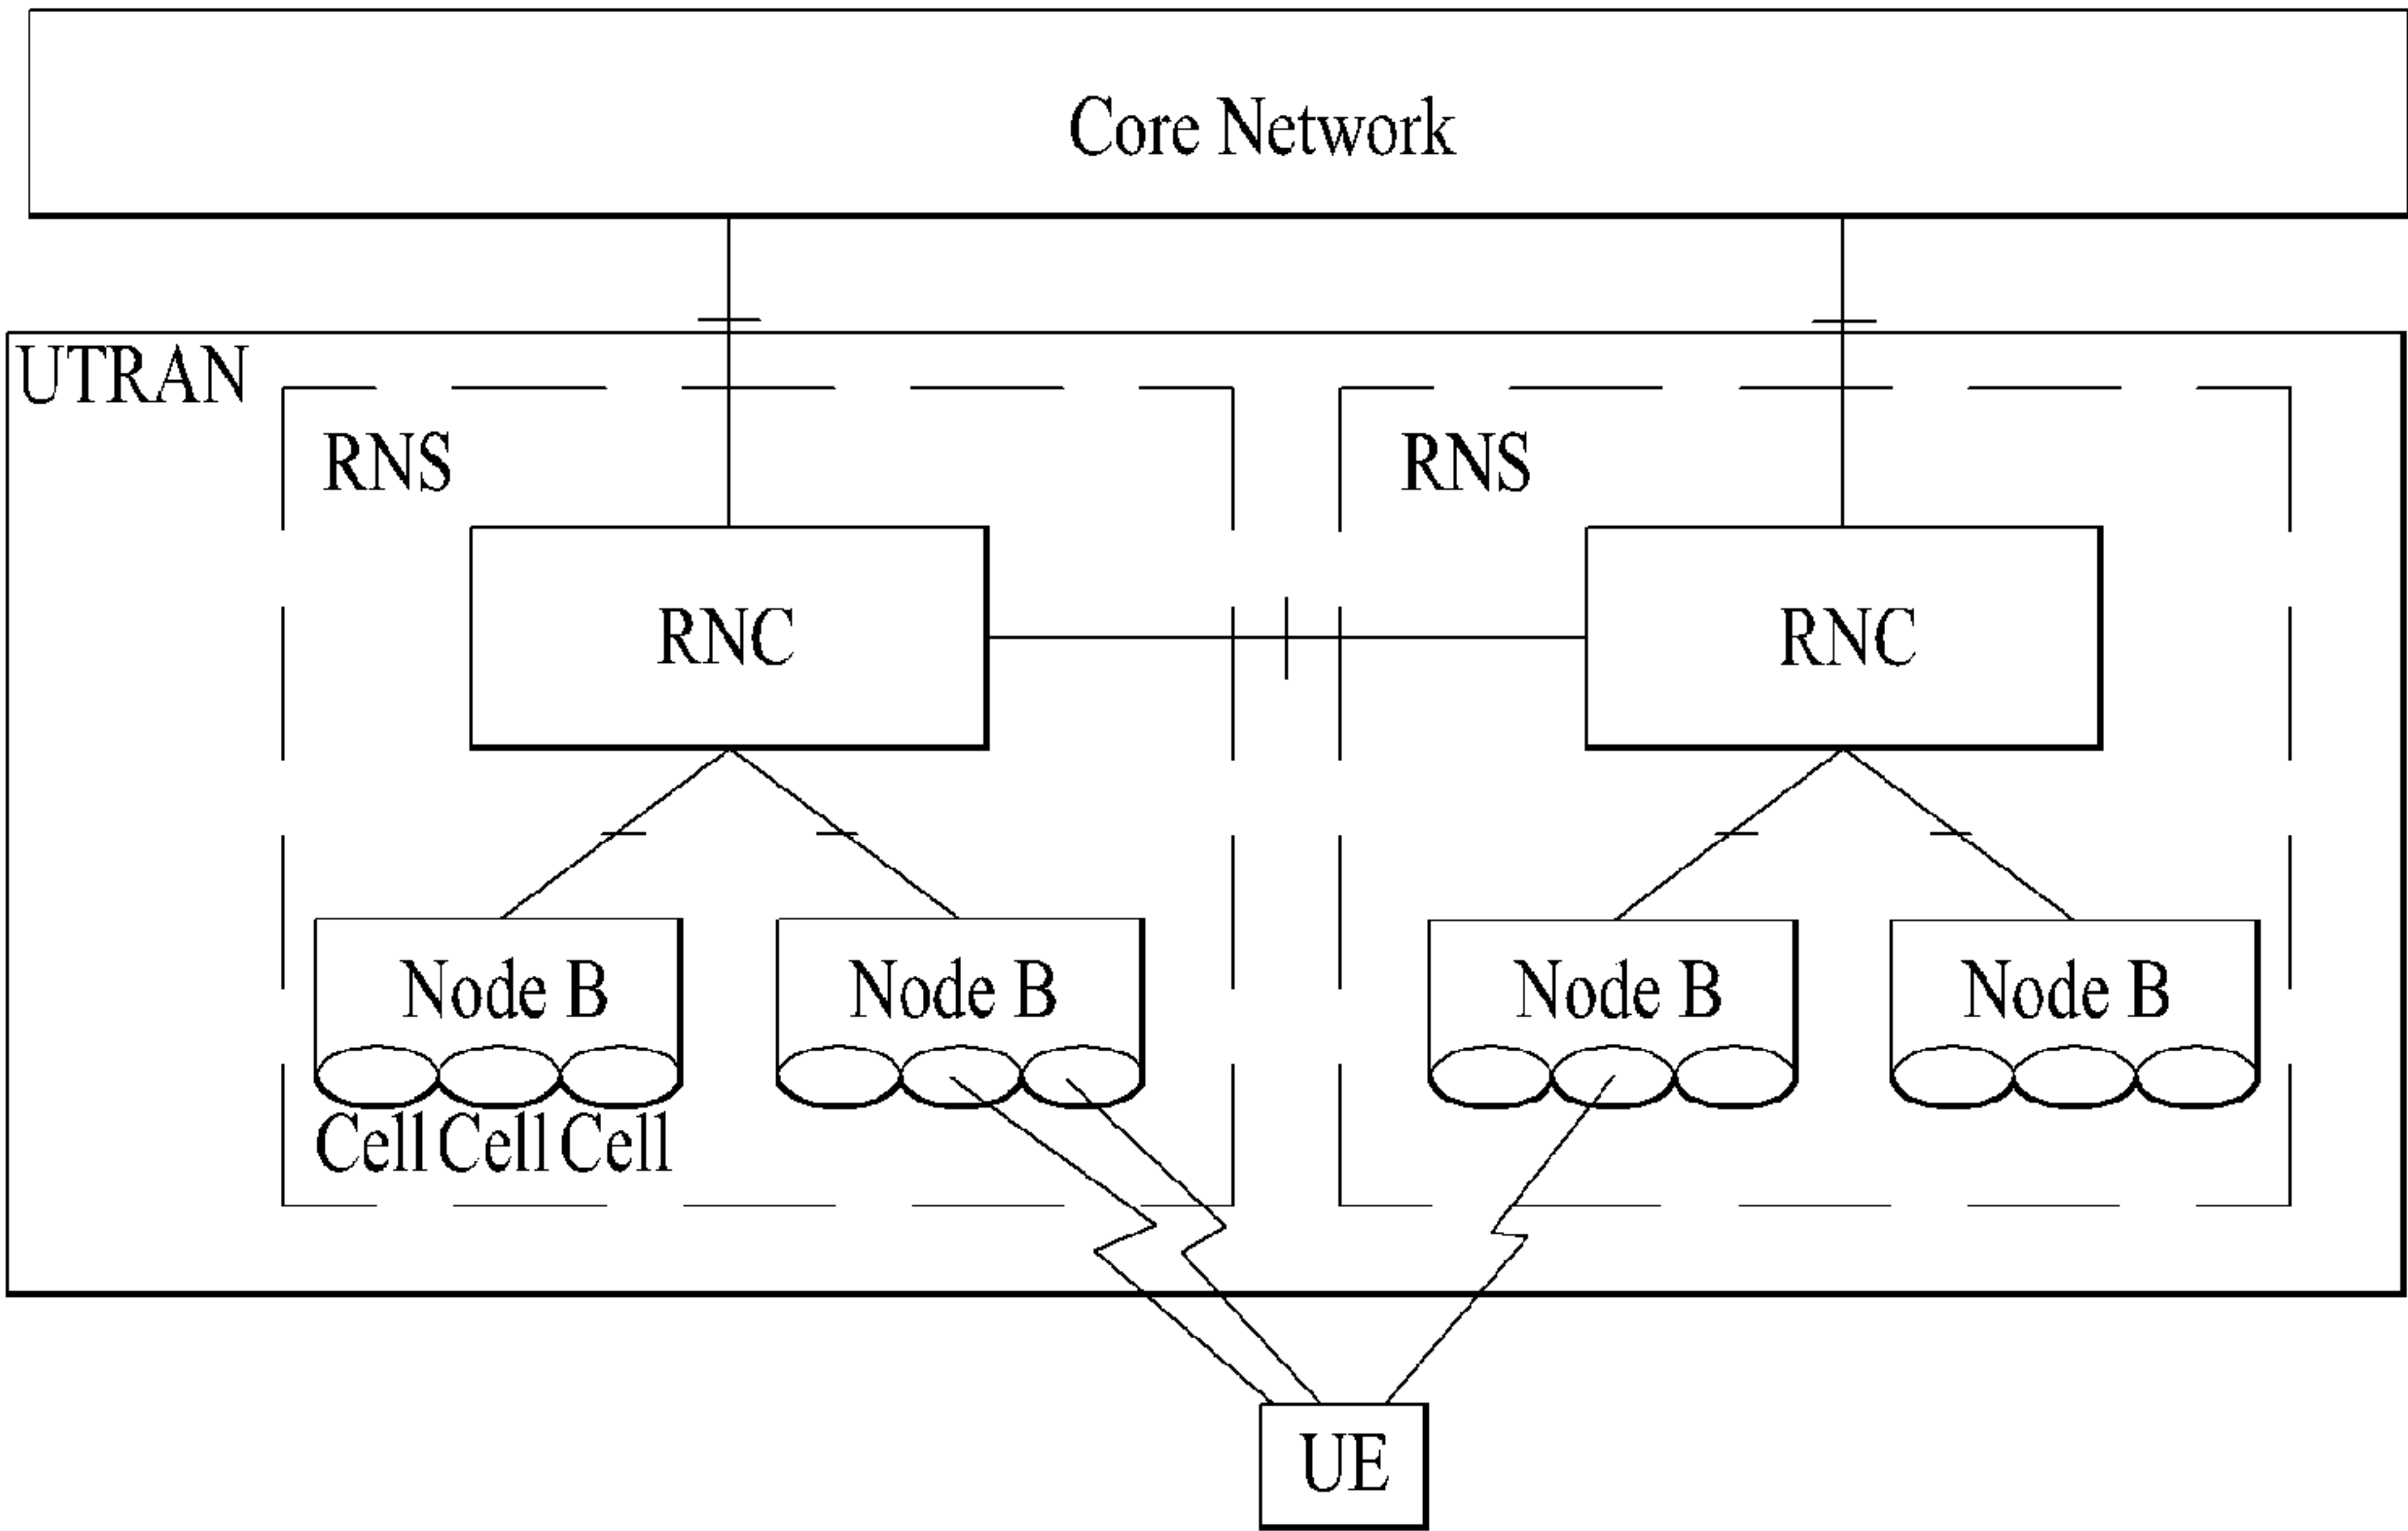 Core Network
UTRAN
RNS
RNS
RNC
RNC
Node B
Node B
Node B
Node B
Cell Cell Cell
UE